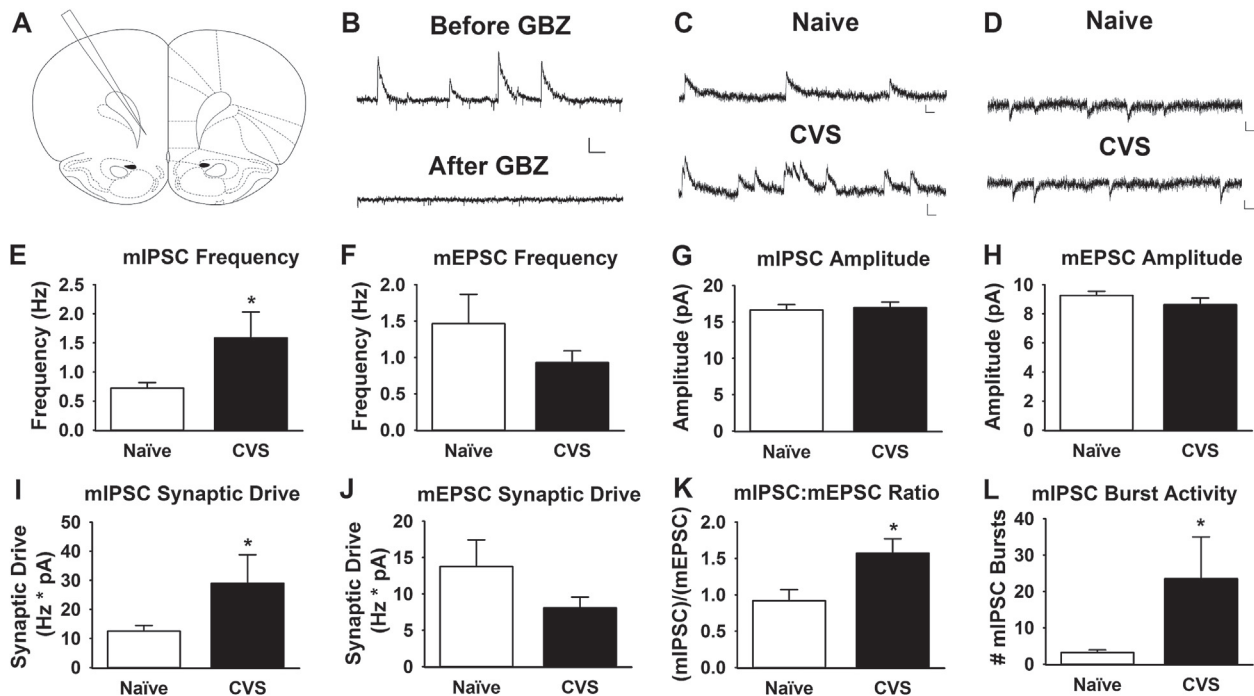 A
B
Before GBZ
After GBZ
C
Naive
CVS
D
Naive
CVS
E
mIPSC Frequency
Frequency (Hz)
2.5
2.0
1.5
1.0
0.5
0.0
*
Naïve
CVS
F
mEPSC Frequency
Frequency (Hz)
2.0
1.5
1.0
0.5
0.0
Naïve
CVS
G
mIPSC Amplitude
Amplitude (pA)
20
15
10
5
0
Naïve
CVS
H
mEPSC Amplitude
Amplitude (pA)
10
8
6
4
2
0
Naïve
CVS
I
mIPSC Synaptic Drive
Synaptic Drive
(Hz * pA)
50
40
30
20
10
0
*
Naïve
CVS
J
mEPSC Synaptic Drive
Synaptic Drive
(Hz * pA)
20
15
10
5
0
Naïve
CVS
K
mIPSC:mEPSC Ratio
(mIPSC)/(mEPSC)
2.0
1.5
1.0
0.5
0.0
*
Naïve
CVS
L
mIPSC Burst Activity
# mIPSC Bursts
40
30
20
10
0
*
Naïve
CVS